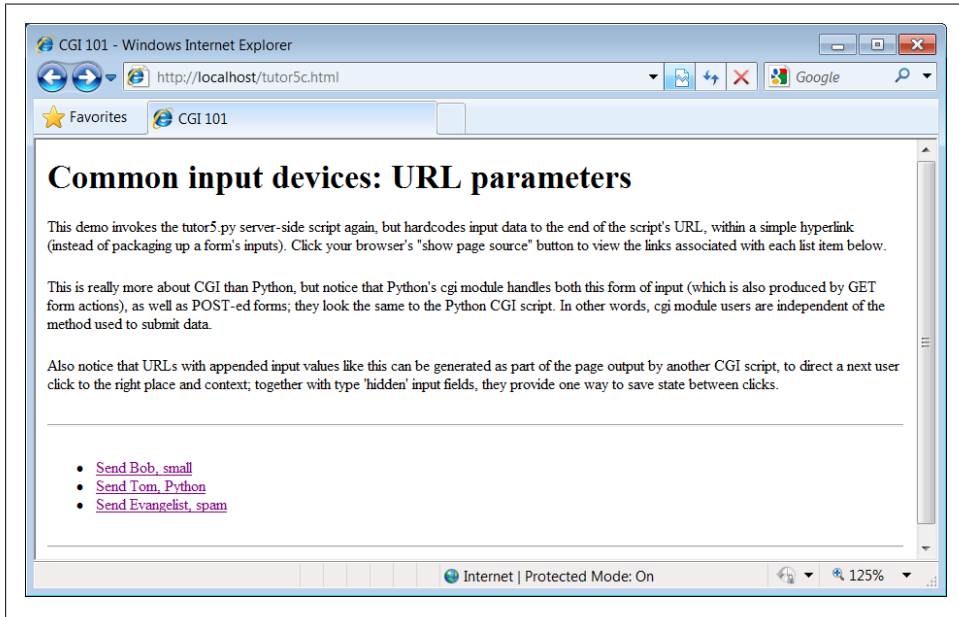 CGI 101 - Windows Internet Explorer
http://localhost/tutor5c.html
Google
Favorites
CGI 101
Common input devices: URL parameters
This demo invokes the tutor5.py server-side script again, but hardcodes input data to the end of the script's URL, within a simple hyperlink
(instead of packaging up a form's inputs). Click your browser's "show page source" button to view the links associated with each list item below.
This is really more about CGI than Python, but notice that Python's cgi module handles both this form of input (which is also produced by GET
form actions), as well as POST-ed forms; they look the same to the Python CGI script. In other words, cgi module users are independent of the
method used to submit data.
Also notice that URLs with appended input values like this can be generated as part of the page output by another CGI script, to direct a next user
click to the right place and context; together with type 'hidden' input fields, they provide one way to save state between clicks.
Send Bob, small
Send Tom, Python
Send Evangelist, spam
Internet | Protected Mode: On
125%